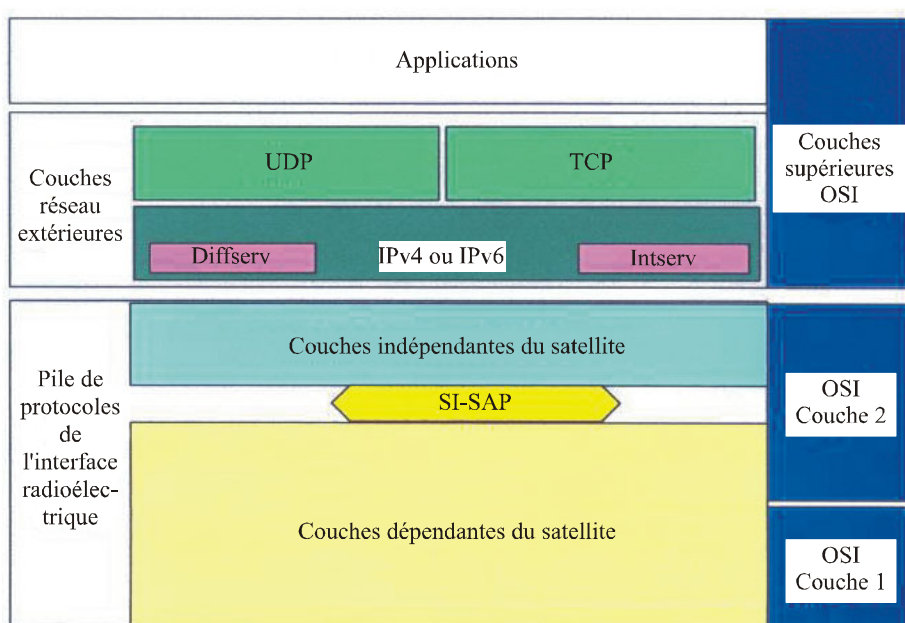 Applications
Couches
réseau
extérieures
UDP
TCP
Diffserv
IPv4 ou IPv6
Intserv
Couches
supérieures
OSI
Pile de
protocoles
de
l'interface
radioélec-
trique
Couches indépendantes du satellite
SI-SAP
Couches dépendantes du satellite
OSI
Couche 2
OSI
Couche 1